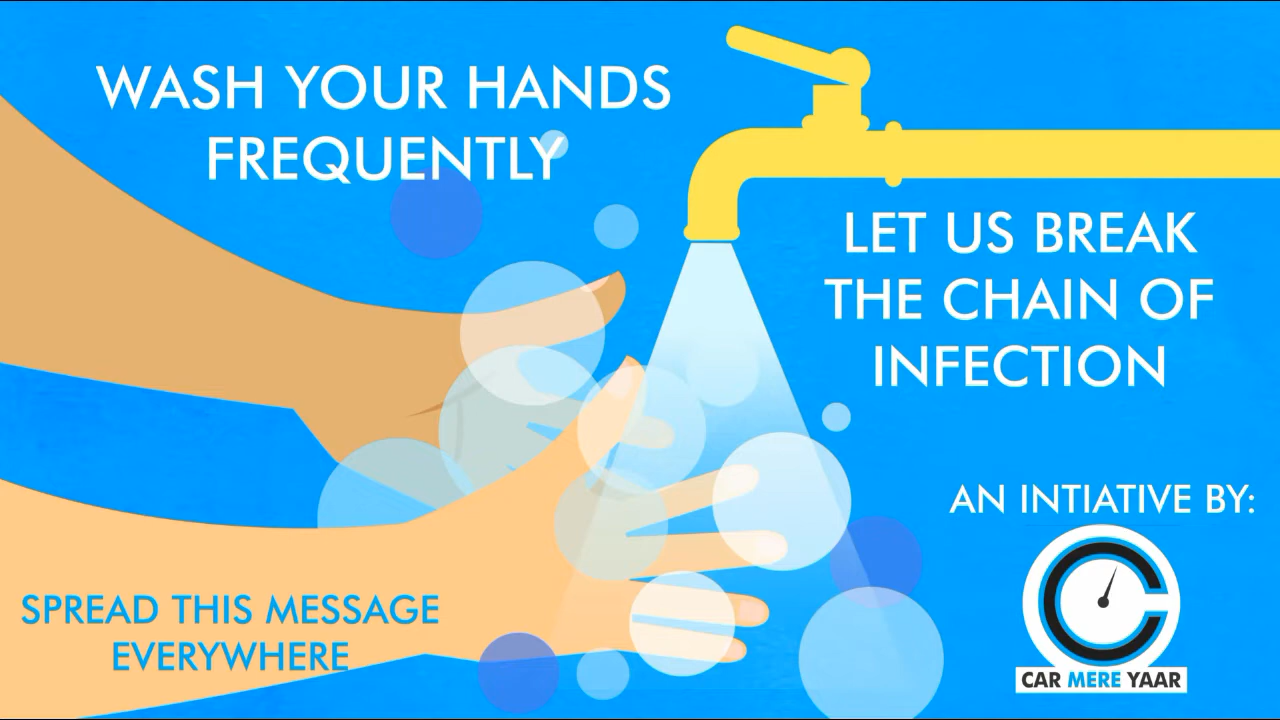 WASH YOUR HANDS
FREQUENTLY
LET US BREAK
THE CHAIN OF
INFECTION
AN INTIATIVE BY:
CAR MERE YAAR
SPREAD THIS MESSAGE
EVERYWHERE